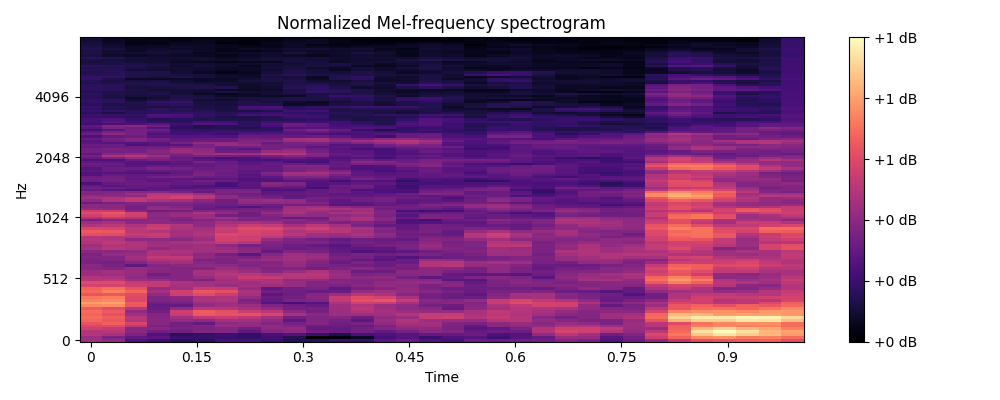 Normalized Mel-frequency spectrogram
Hz
4096
2048
1024
512
0
0 0.15 0.3 0.45 0.6 0.75 0.9
Time
+1 dB
+1 dB
+1 dB
+0 dB
+0 dB
+0 dB